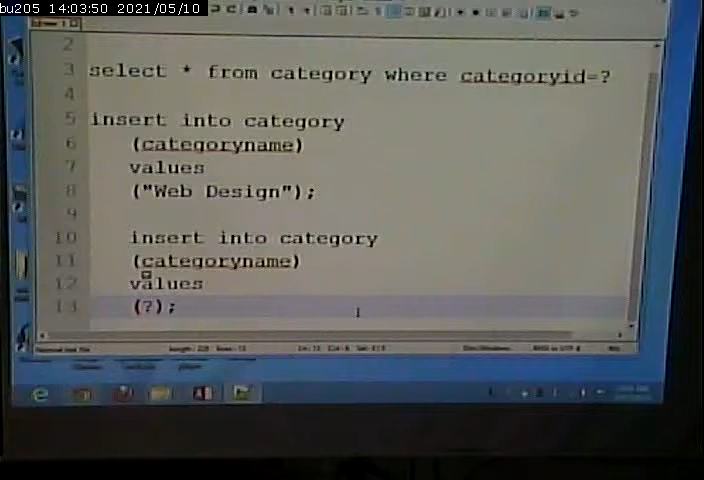 bu205 14:03:50 2021/05/10
2
3 select * from category where categoryid=?
4
5 insert into category
6 (categoryname)
7 values
8 ("Web Design");
9
10 insert into category
11 (categoryname)
12 values
13 (?);